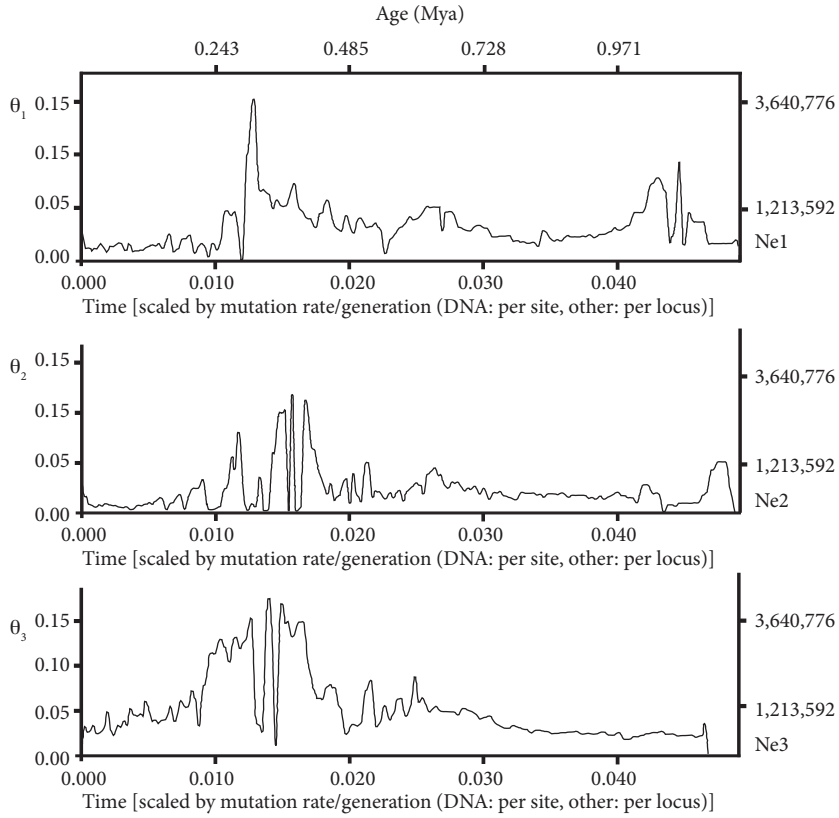 Age (Mya)
0.243 0.485 0.728 0.971
θ1
0.15
0.15
0.05
0.00
3,640,776
1,213,592
Ne1
0.000 0.010 0.020 0.030 0.040
Time [scaled by mutation rate/generation (DNA: per site, other: per locus)]
θ2
0.15
0.15
0.05
0.00
3,640,776
1,213,592
Ne2
0.000 0.010 0.020 0.030 0.040
Time [scaled by mutation rate/generation (DNA: per site, other: per locus)]
θ3
0.15
0.10
0.05
0.00
3,640,776
1,213,592
Ne3
0.000 0.010 0.020 0.030 0.040
Time [scaled by mutation rate/generation (DNA: per site, other: per locus)]